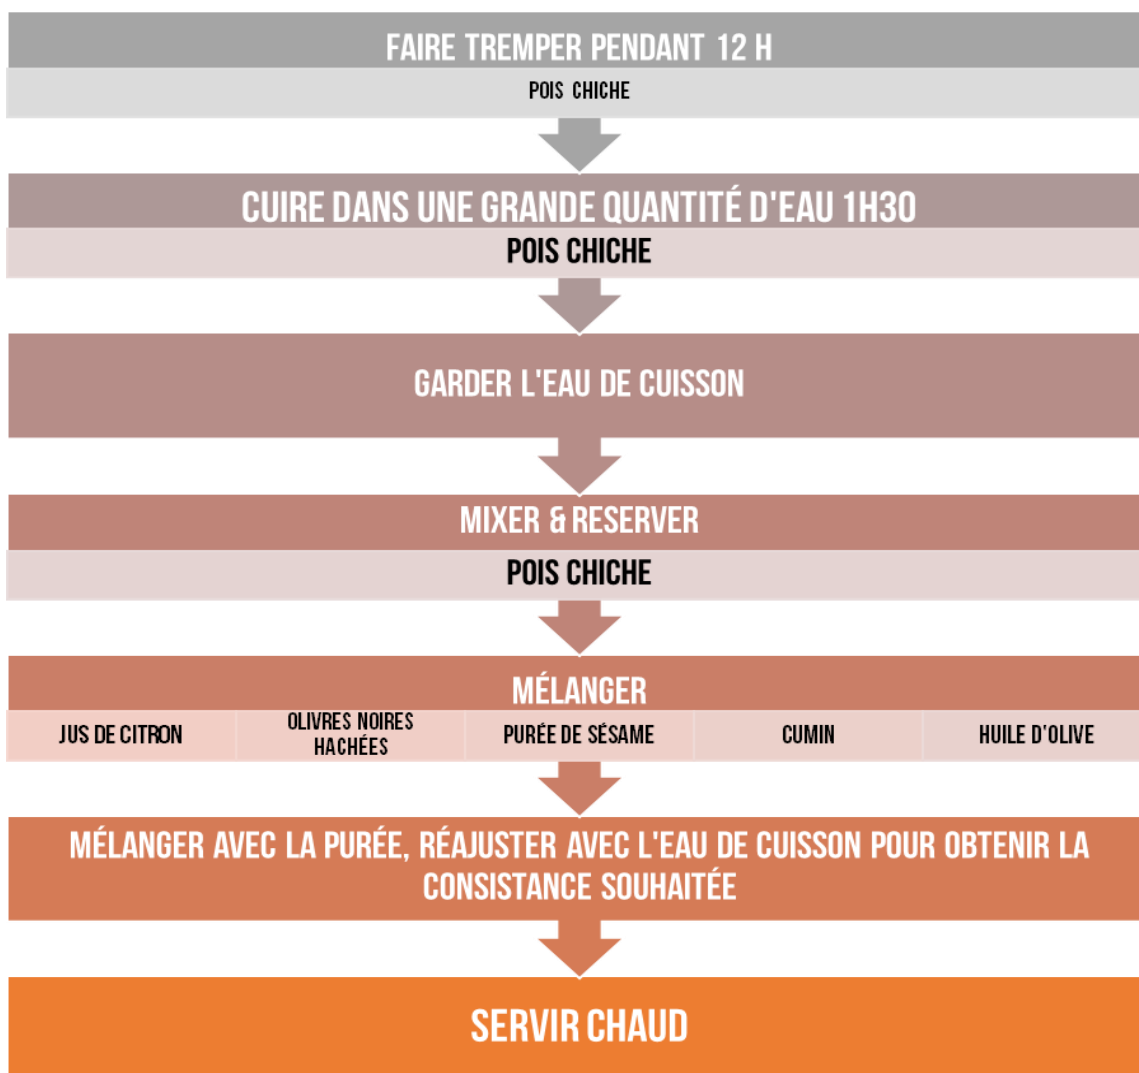 FAIRE TREMPER PENDANT 12 H
POIS CHICHE
CUIRE DANS UNE GRANDE QUANTITÉ D'EAU 1H30
POIS CHICHE
GARDER L'EAU DE CUISSON
MIXER & RESERVER
POIS CHICHE
MÉLANGER
JUS DE CITRON
OLIVRES NOIRES
HACHÉES
PURÉE DE SÉSAME
CUMIN
HUILE D'OLIVE
MÉLANGER AVEC LA PURÉE, RÉAJUSTER AVEC L'EAU DE CUISSON POUR OBTENIR LA
CONSISTANCE SOUHAITÉE
SERVIR CHAUD